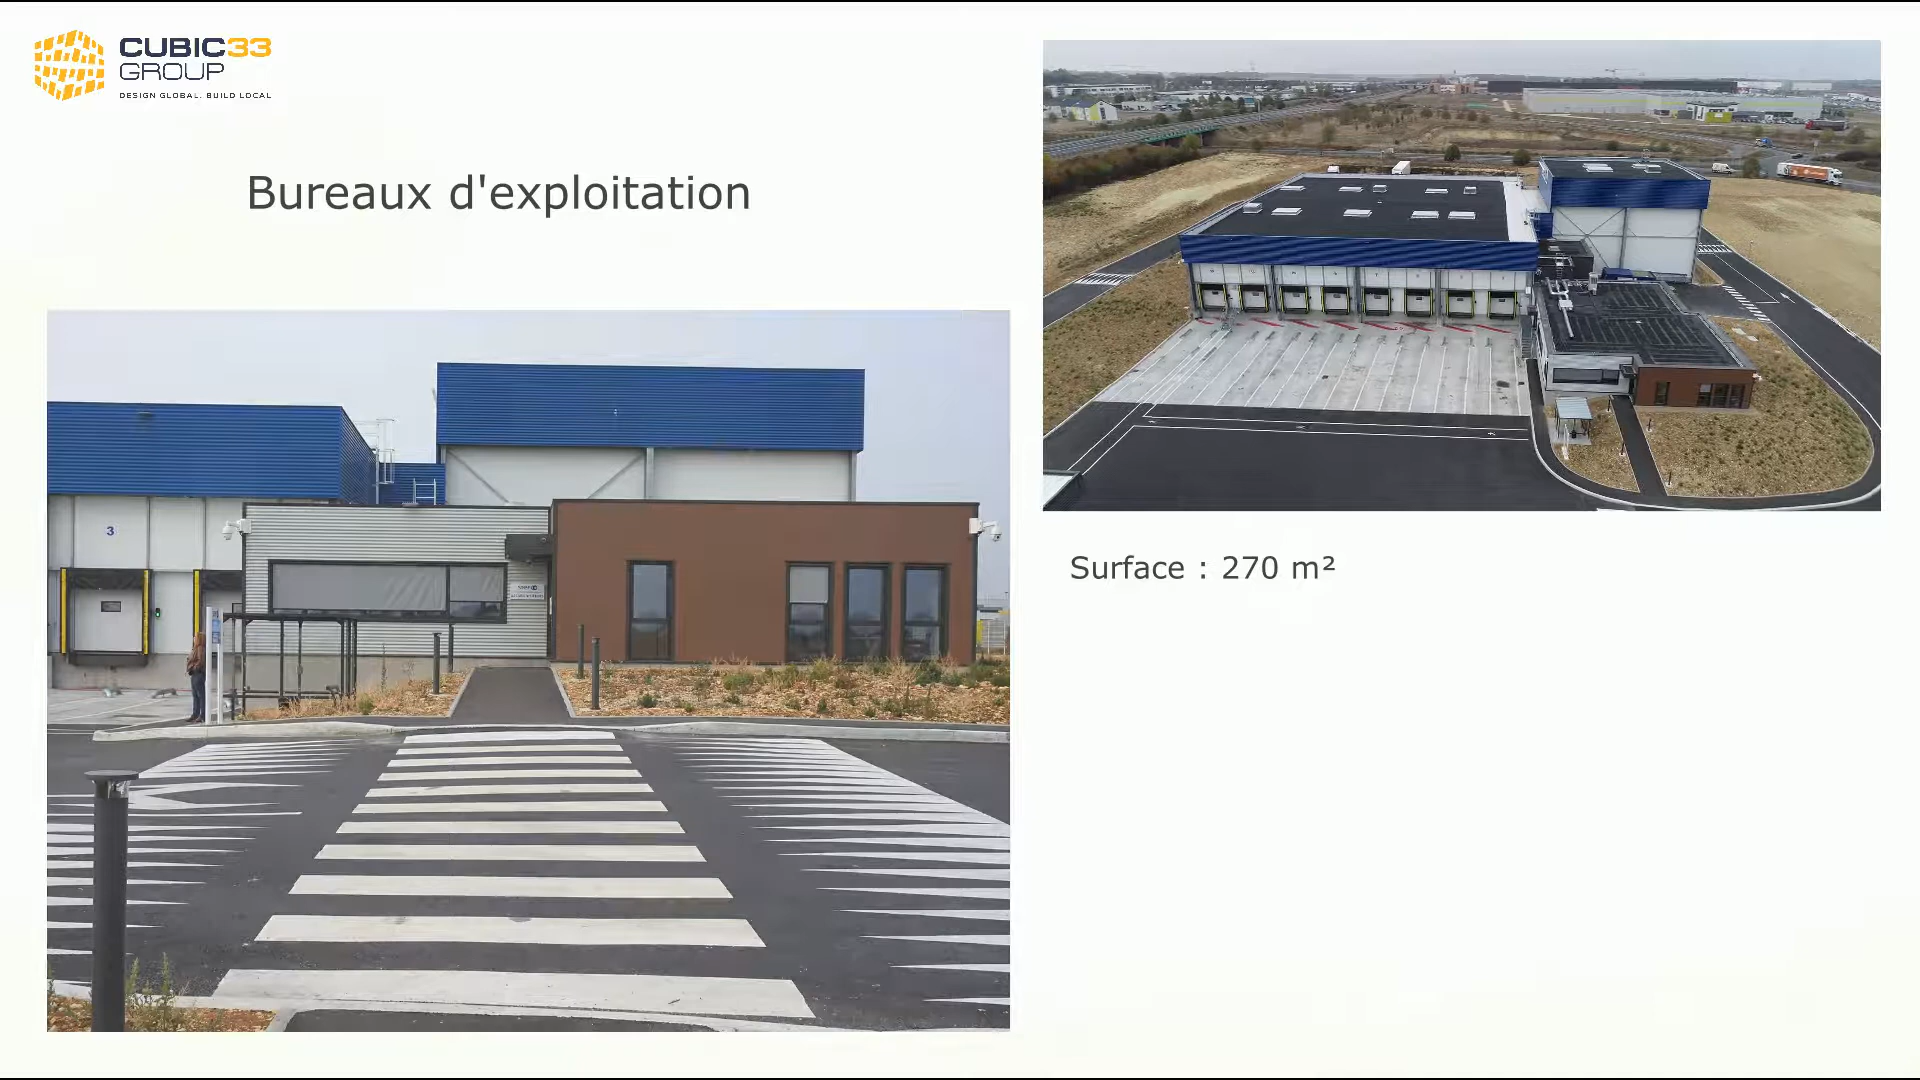 CUBIC33
GROUP
DESIGN GLOBAL. BUILD LOCAL
Bureaux d'exploitation
3
Surface : 270 m²